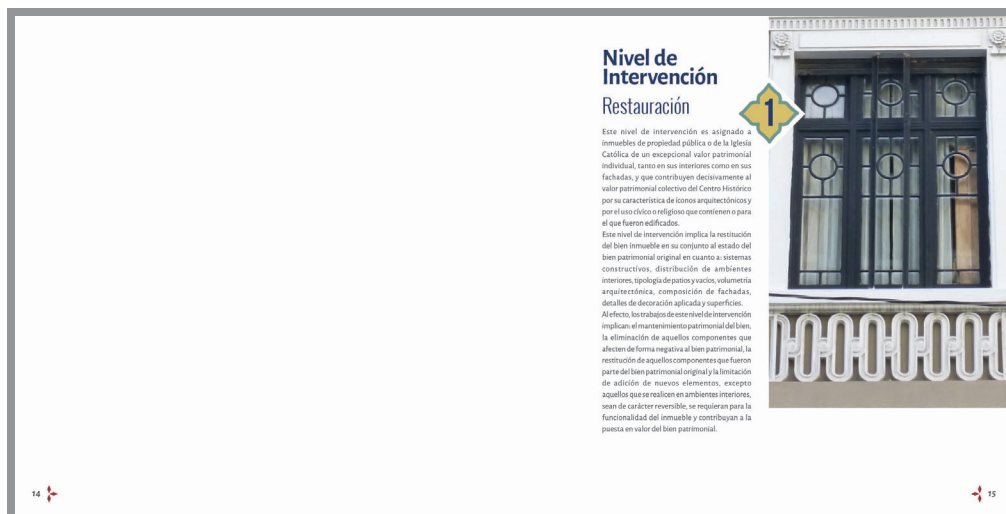 Nivel de
Intervención
Restauración
1
Este nivel de intervención es asignado a
inmuebles de propiedad pública o de la Iglesia
Católica de un excepcional valor patrimonial
individual, tanto en sus interiores como en sus
fachadas, y que contribuyen decisivamente al
valor patrimonial colectivo del Centro Histórico
por su característica de íconos arquitectónicos y
por el uso cívico o religioso que contienen o para
el que fueron edificados.
Este nivel de intervención implica la restitución
del bien inmueble en su conjunto al estado del
bien patrimonial original en cuanto a: sistemas
constructivos, distribución de ambientes
interiores, tipología de patios y vacíos, volumetría
arquitectónica, composición de fachadas,
detalles de decoración aplicada y superficies.
Al efecto, los trabajos de este nivel de intervención
implican: el mantenimiento patrimonial del bien,
la eliminación de aquellos componentes que
afecten de forma negativa al bien patrimonial, la
restitución de aquellos componentes que fueron
parte del bien patrimonial original y la limitación
de adición de nuevos elementos, excepto
aquellos que se realicen en ambientes interiores,
sean de carácter reversible, se requieran para la
funcionalidad del inmueble y contribuyan a la
puesta en valor del bien patrimonial.
14
15